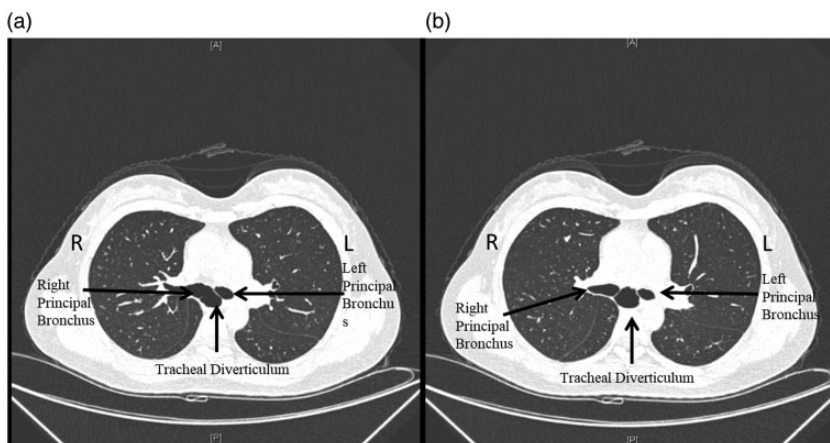 (a)
[A]
R
L
Right
Principal
Bronchus
Left
Principal
Bronchu
s
Tracheal Diverticulum
[P]
(b)
[A]
R
L
Right
Principal
Bronchus
Left
Principal
Bronchus
Tracheal Diverticulum
[P]